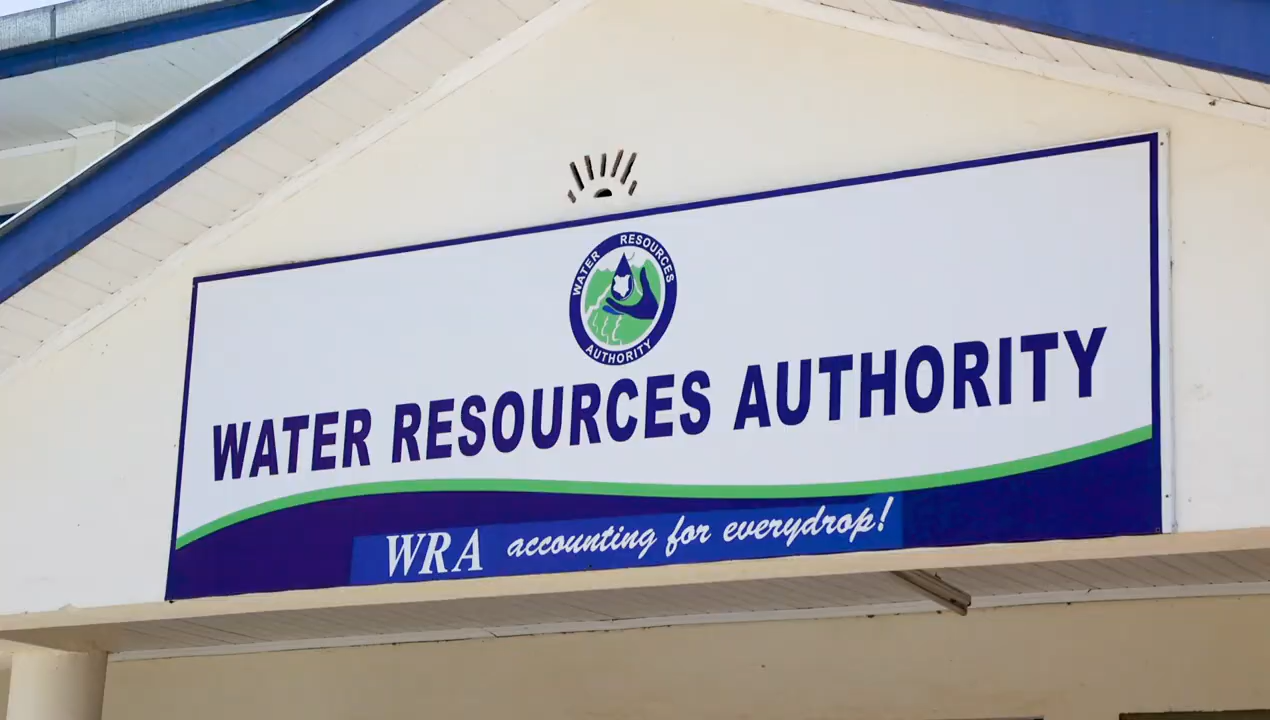 WATER RESOURCES
AUTHORITY
WATER RESOURCES AUTHORITY
WRA accounting for everydrop!